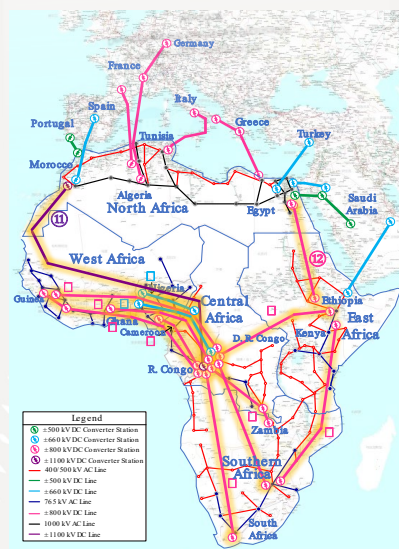 Germany
France
Spain
Italy
Portugal
Greece
Tunisia
Turkey
Morocco
Algeria
North Africa
Egypt
Saudi
Arabia
11
West Africa
12
Nigeria
Guinea
Ghana
Cameroon
Central
Africa
Ethiopia
East
Africa
Kenya
D. R. Congo
R. Congo
Zambia
Southern
Africa
South
Africa
Legend
±500 kV DC Converter Station
±660 kV DC Converter Station
±800 kV DC Converter Station
±1100 kV DC Converter Station
400/500 kV AC Line
±500 kV DC Line
±660 kV DC Line
765 kV AC Line
±800 kV DC Line
1000 kV AC Line
±1100 kV DC Line